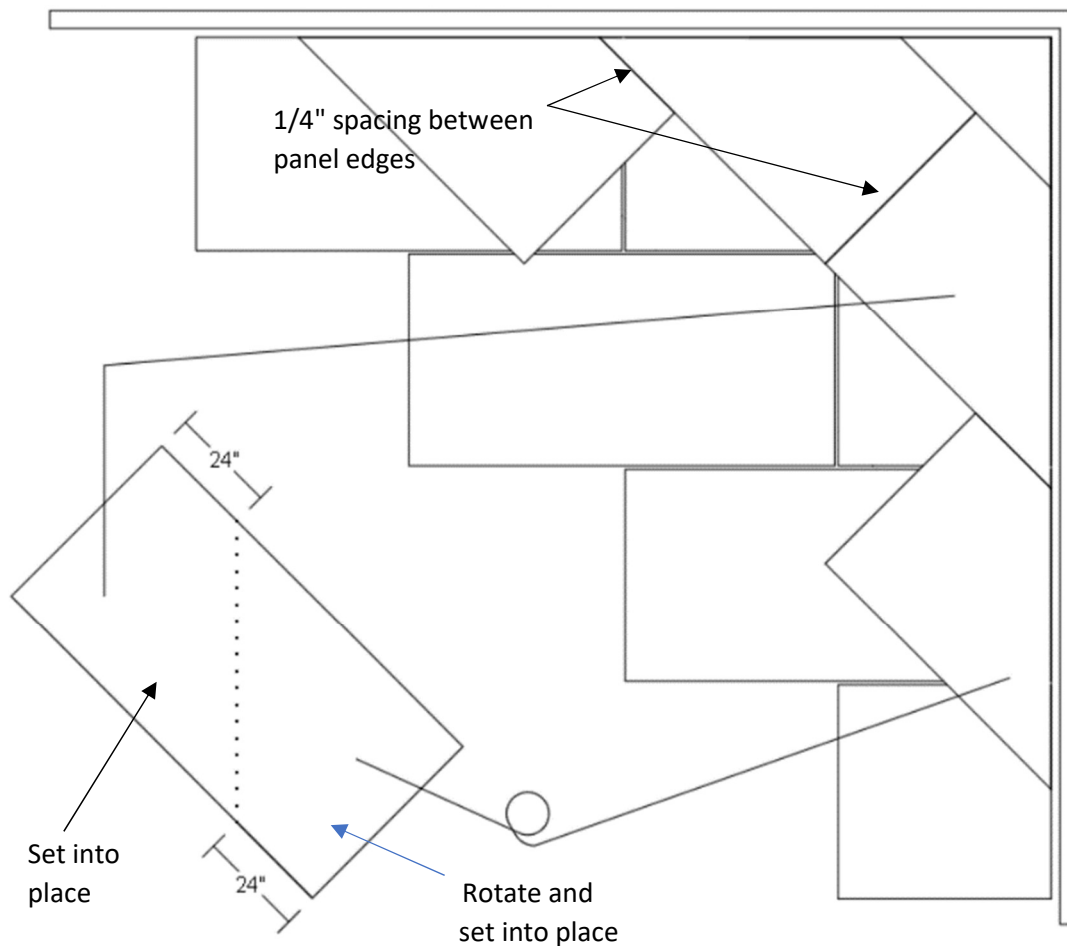 1/4" spacing between
panel edges
24"
24"
Set into
place
Rotate and
set into place